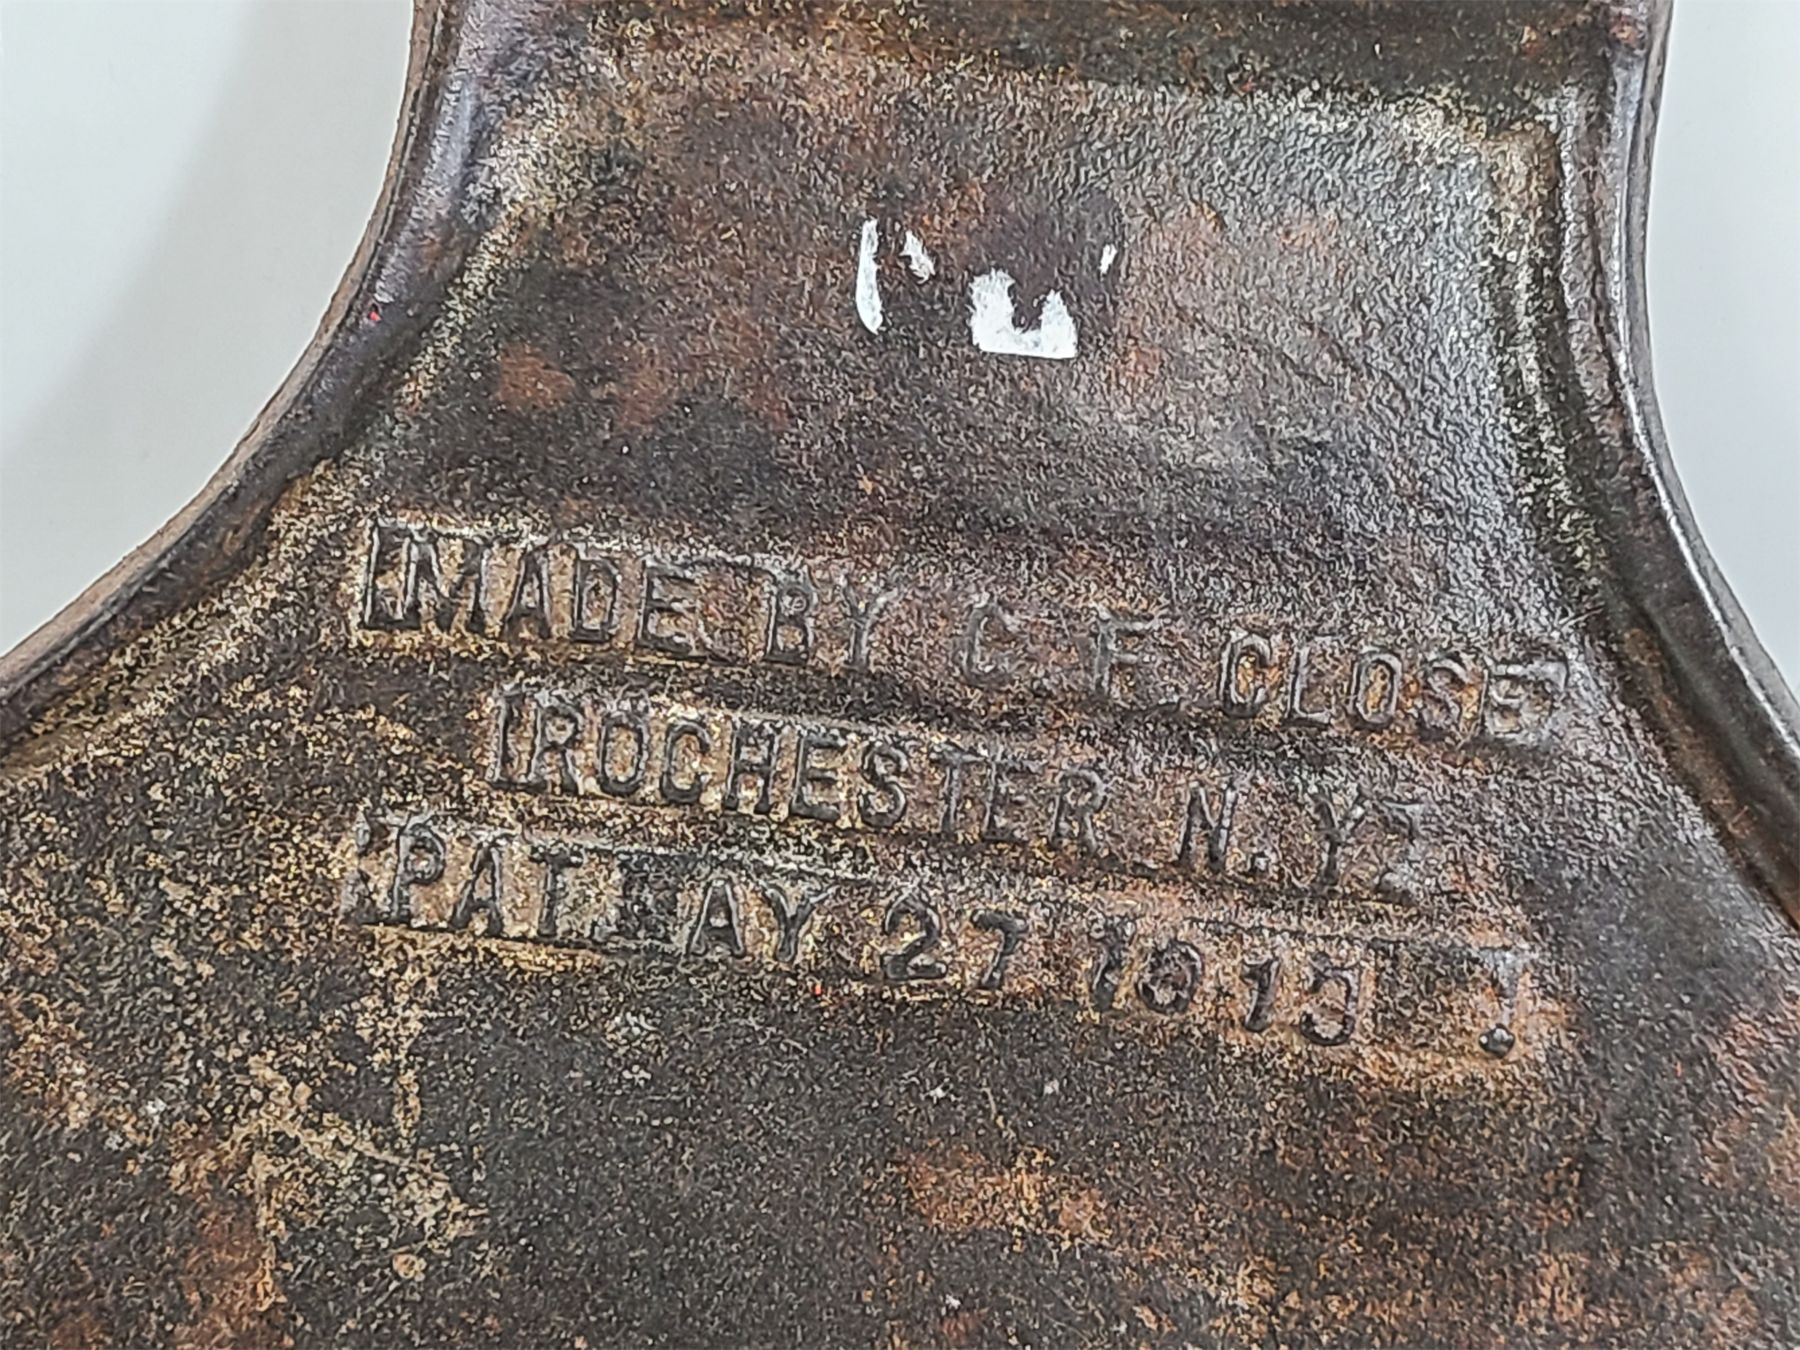 MADE BY C. F. CLOSE
ROCHESTER N.Y.
PAT MAY 27 1913